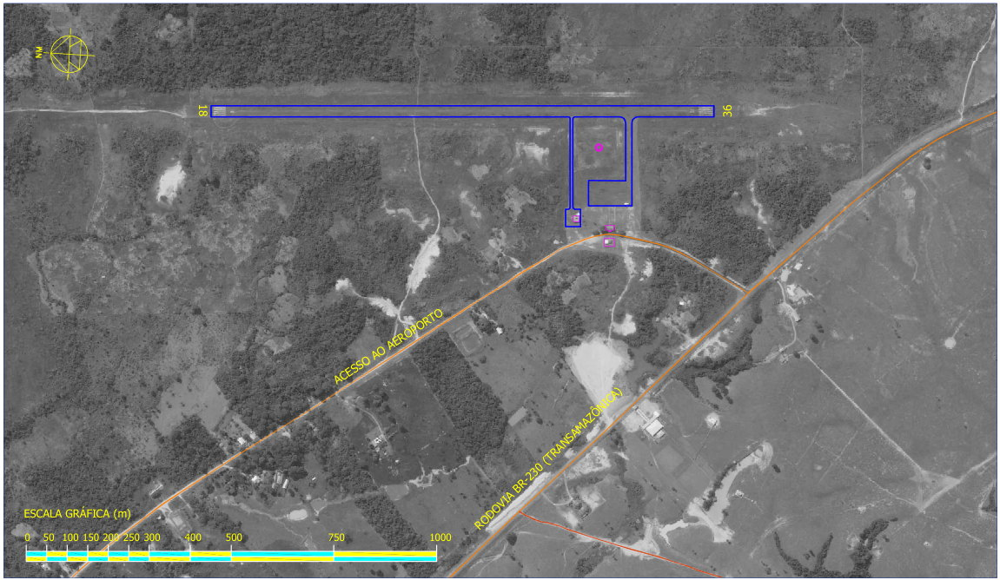 NM
18
36
ACESSO AO AEROPORTO
RODOVIA BR-230 (TRANSAMAZÔNICA)
ESCALA GRÁFICA (m)
0 50 100 150 200 250 300 400 500 750 1000